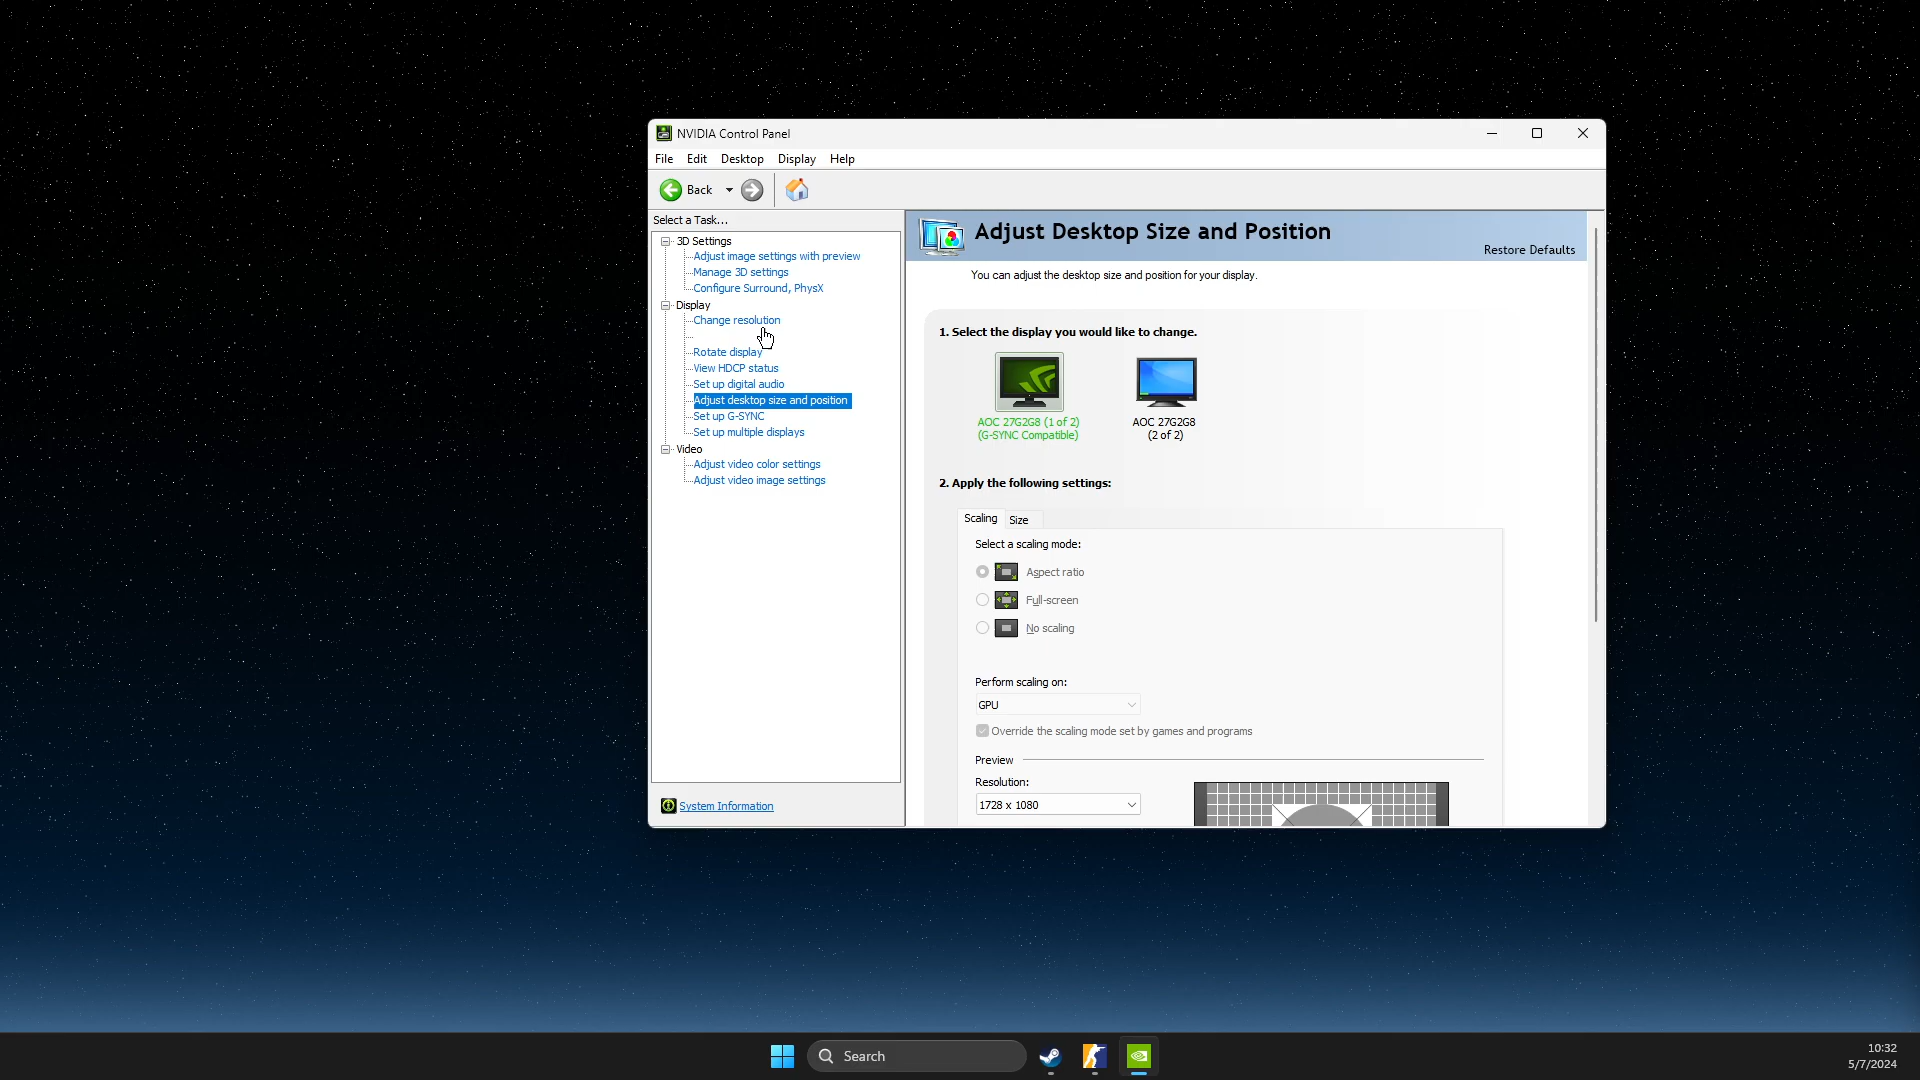 NVIDIA Control Panel
File Edit Desktop Display Help
Back
Select a Task...
3D Settings
Adjust image settings with preview
Manage 3D settings
Configure Surround, PhysX
Display
Change resolution
Rotate display
View HDCP status
Set up digital audio
Adjust desktop size and position
Set up G-SYNC
Set up multiple displays
Video
Adjust video color settings
Adjust video image settings
System Information
Adjust Desktop Size and Position
Restore Defaults
You can adjust the desktop size and position for your display.
1. Select the display you would like to change.
AOC 27G2G8 (1 of 2)
(G-SYNC Compatible)
AOC 27G2G8
(2 of 2)
2. Apply the following settings:
Scaling Size
Select a scaling mode:
Aspect ratio
Full-screen
No scaling
Perform scaling on:
GPU
Override the scaling mode set by games and programs
Preview
Resolution:
1728 x 1080
Search
10:32
5/7/2024